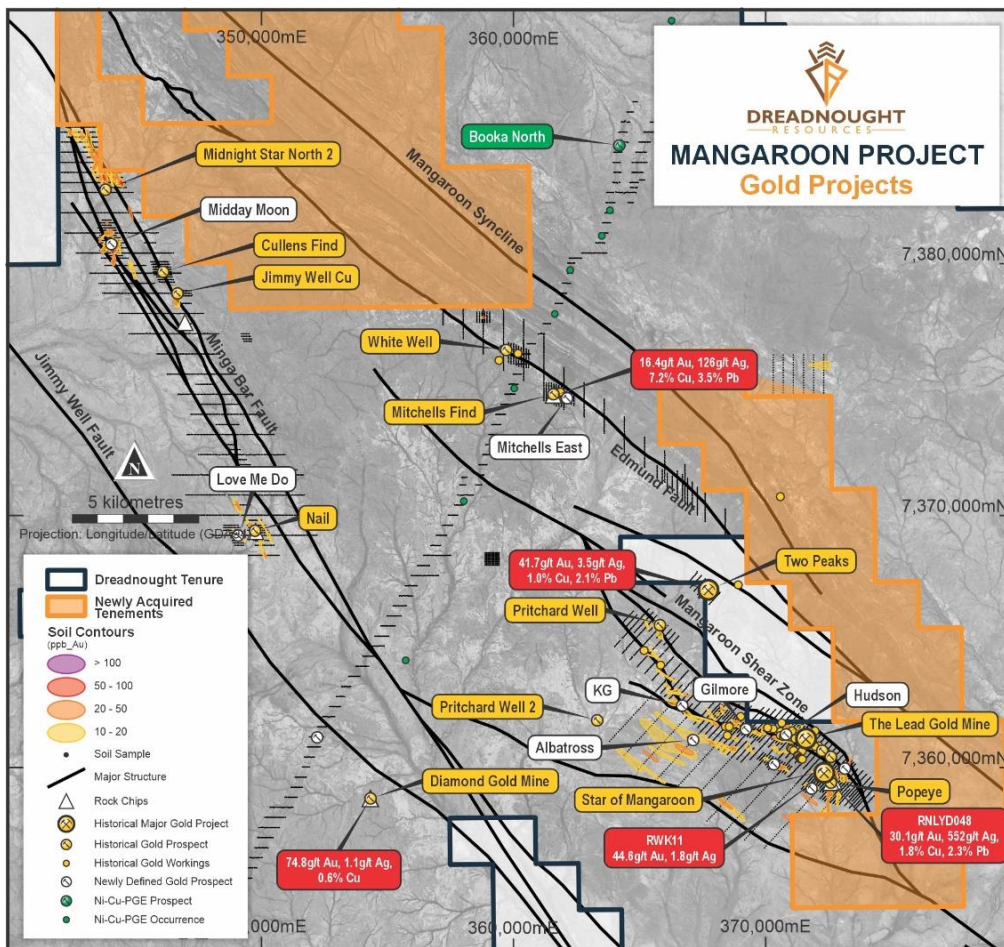 350,000mE
360,000mE
DREADNOUGHT
RESOURCES
MANGAROON PROJECT
Gold Projects
Booka North
Midnight Star North 2
Mangaroon Syncline
Midday Moon
Cullens Find
7,380,000mN
Jimmy Well Cu
White Well
Minga Bar Fault
Jimmy Well Fault
16.4g/t Au, 126g/t Ag,
7.2% Cu, 3.5% Pb
Mitchells Find
Mitchells East
Edmund Fault
N
5 kilometres
Love Me Do
Nail
7,370,000mN
Projection: Longitude/Latitude
41.7g/t Au, 3.5g/t Ag,
1.0% Cu, 2.1% Pb
Two Peaks
Pritchard Well
Mangaroon Shear Zone
KG
Gilmore
Hudson
Pritchard Well 2
The Lead Gold Mine
Albatross
7,360,000mN
Diamond Gold Mine
Star of Mangaroon
Popeye
RWK11
44.6g/t Au, 1.8g/t Ag
RNLYD048
30.1g/t Au, 552g/t Ag,
1.8% Cu, 2.3% Pb
74.8g/t Au, 1.1g/t Ag,
0.6% Cu
Dreadnought Tenure
Newly Acquired
Tenements
Soil Contours
(ppb_Au)
> 100
50 - 100
20 - 50
10 - 20
Soil Sample
Major Structure
Rock Chips
Historical Major Gold Project
Historical Gold Prospect
Historical Gold Workings
Newly Defined Gold Prospect
Ni-Cu-PGE Prospect
Ni-Cu-PGE Occurrence
350,000mE
360,000mE
370,000mE